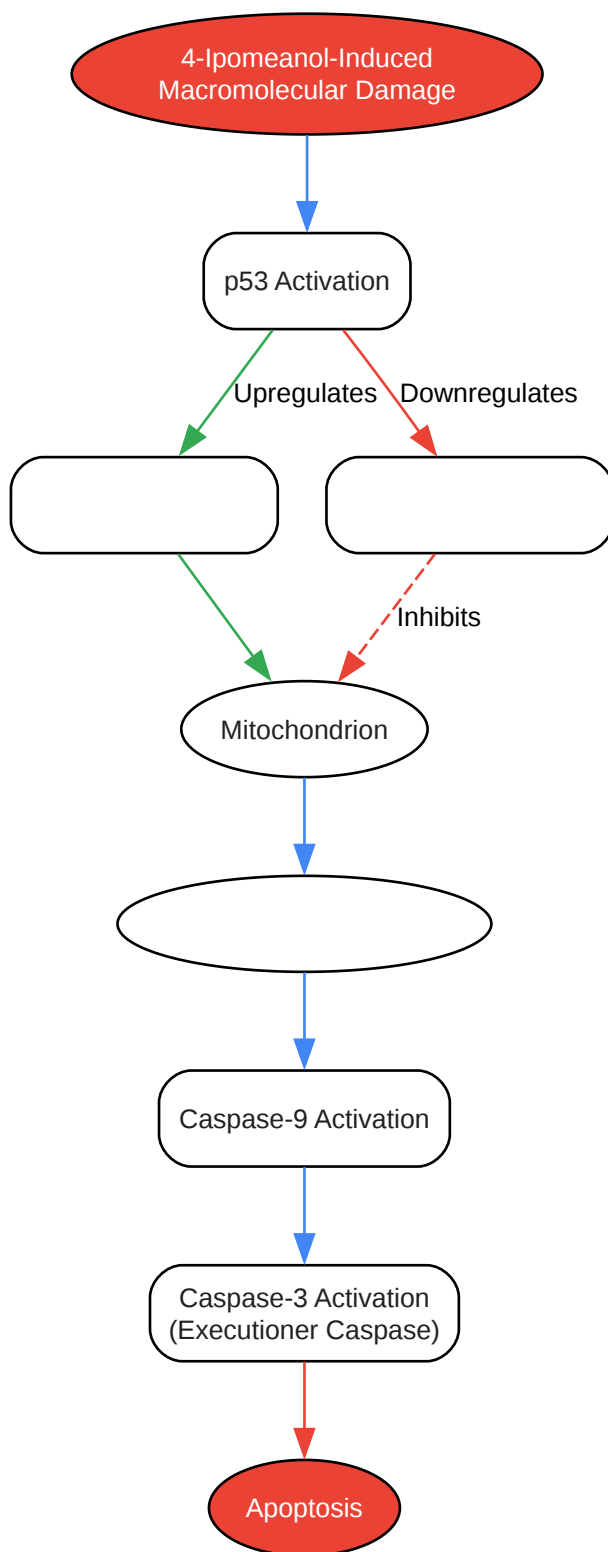 4-Ipomeanol-Induced
Macromolecular Damage
p53 Activation
Upregulates
Downregulates
Inhibits
Mitochondrion
Caspase-9 Activation
Caspase-3 Activation
(Executioner Caspase)
Apoptosis